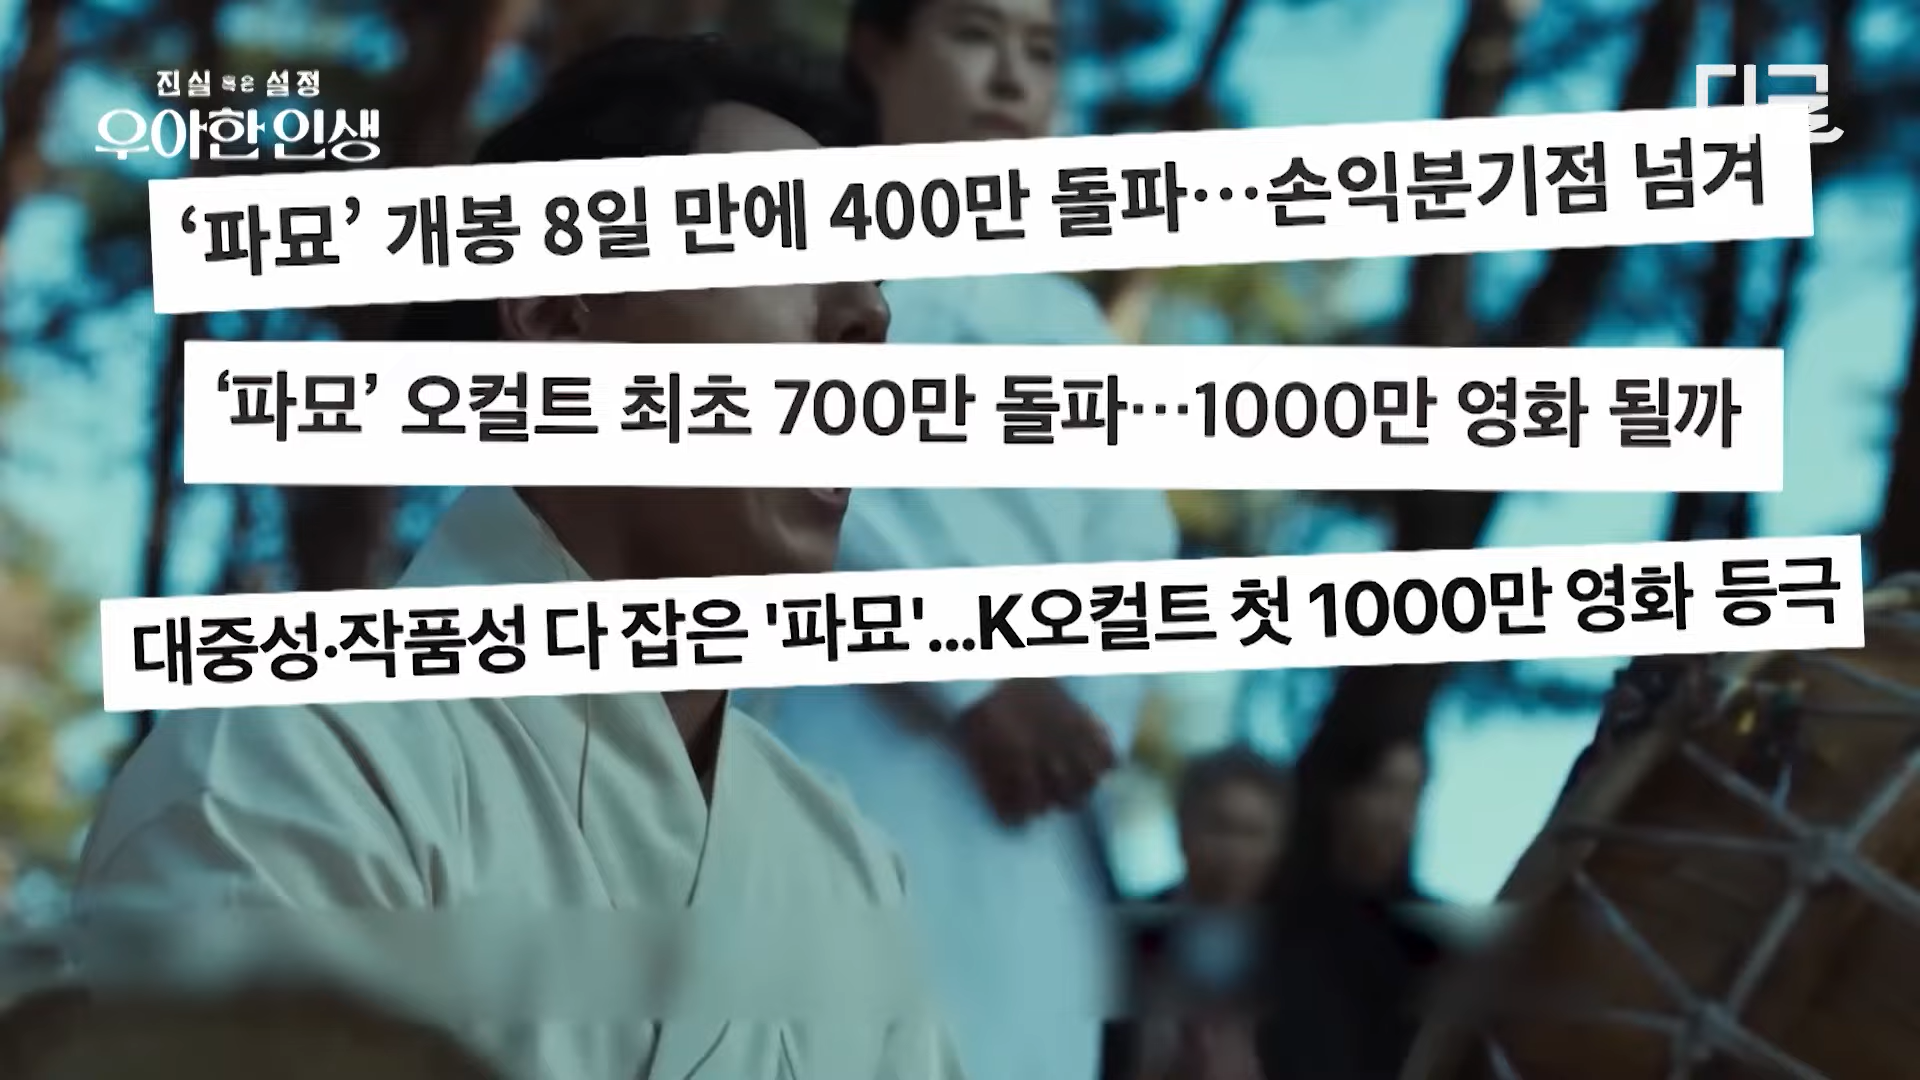 진실 혹은 설정
우아한 인생
디글
‘파묘’ 개봉 8일 만에 400만 돌파…손익분기점 넘겨
‘파묘’ 오컬트 최초 700만 돌파…1000만 영화 될까
대중성·작품성 다 잡은 '파묘'...K오컬트 첫 1000만 영화 등극